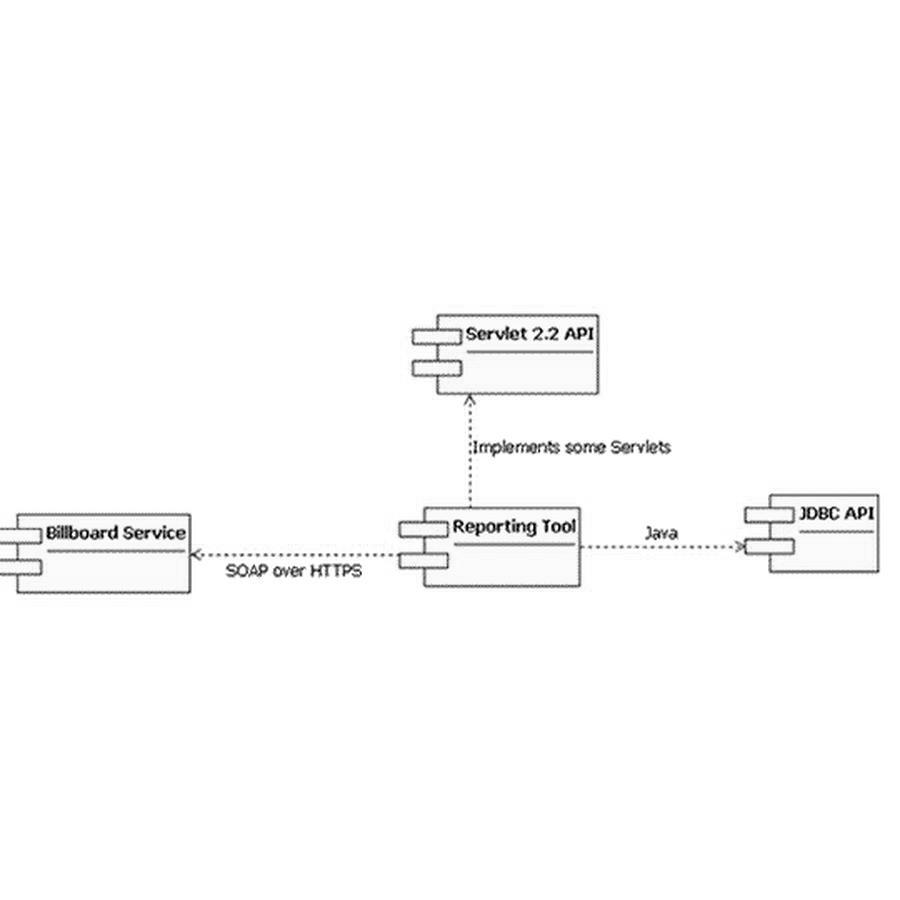 Servlet 2.2 API
Implements some Servlets
Billboard Service
SOAP over HTTPS
Reporting Tool
Java
JDBC API